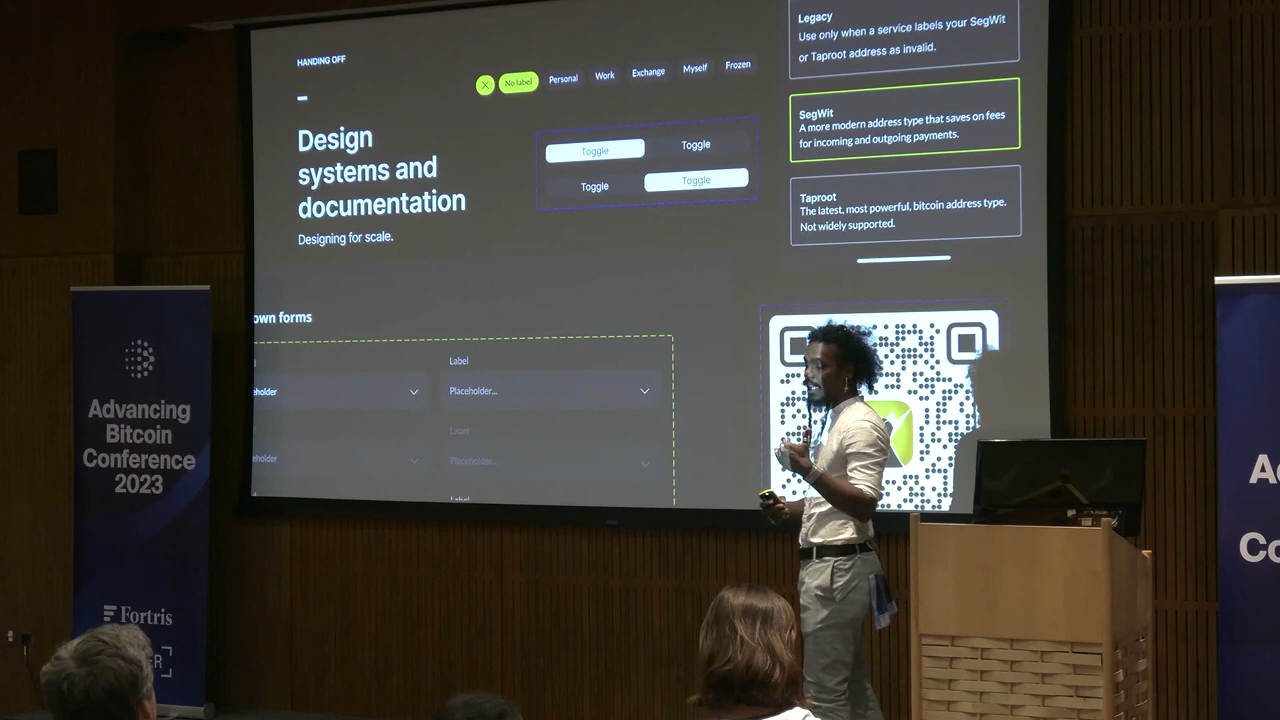 HANDING OFF
Design
systems and
documentation
Designing for scale.
X
No label
Personal
Work
Exchange
Myself
Frozen
Toggle
Toggle
Toggle
Toggle
Legacy
Use only when a service labels your SegWit
or Taproot address as invalid.
SegWit
A more modern address type that saves on fees
for incoming and outgoing payments.
Taproot
The latest, most powerful, bitcoin address type.
Not widely supported.
own forms
Label
eholder
Placeholder...
Label
eholder
Placeholder...
Label
Advancing
Bitcoin
Conference
2023
Fortris
ER
A
Co